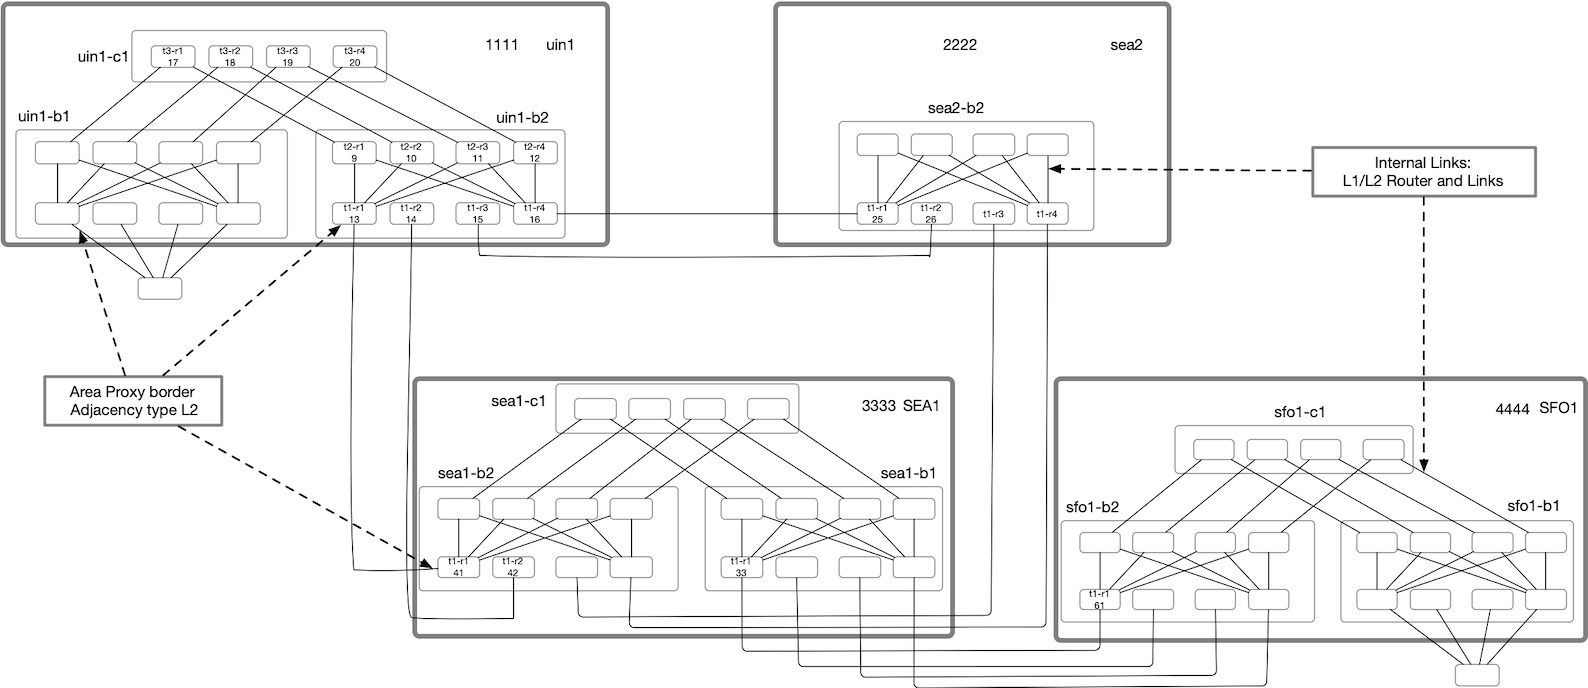 1111 uin1
uin1-c1
t3-r1
17
t3-r2
18
t3-r3
19
t3-r4
20
uin1-b1
uin1-b2
t2-r1
9
t2-r2
10
t2-r3
11
t2-r4
12
t1-r1
13
t1-r2
14
t1-r3
15
t1-r4
16
2222 sea2
sea2-b2
t1-r1
25
t1-r2
26
t1-r3
t1-r4
Internal Links:
L1/L2 Router and Links
Area Proxy border
Adjacency type L2
3333 SEA1
sea1-c1
sea1-b2
sea1-b1
t1-r1
41
t1-r2
42
t1-r1
33
4444 SFO1
sfo1-c1
sfo1-b2
sfo1-b1
t1-r1
61